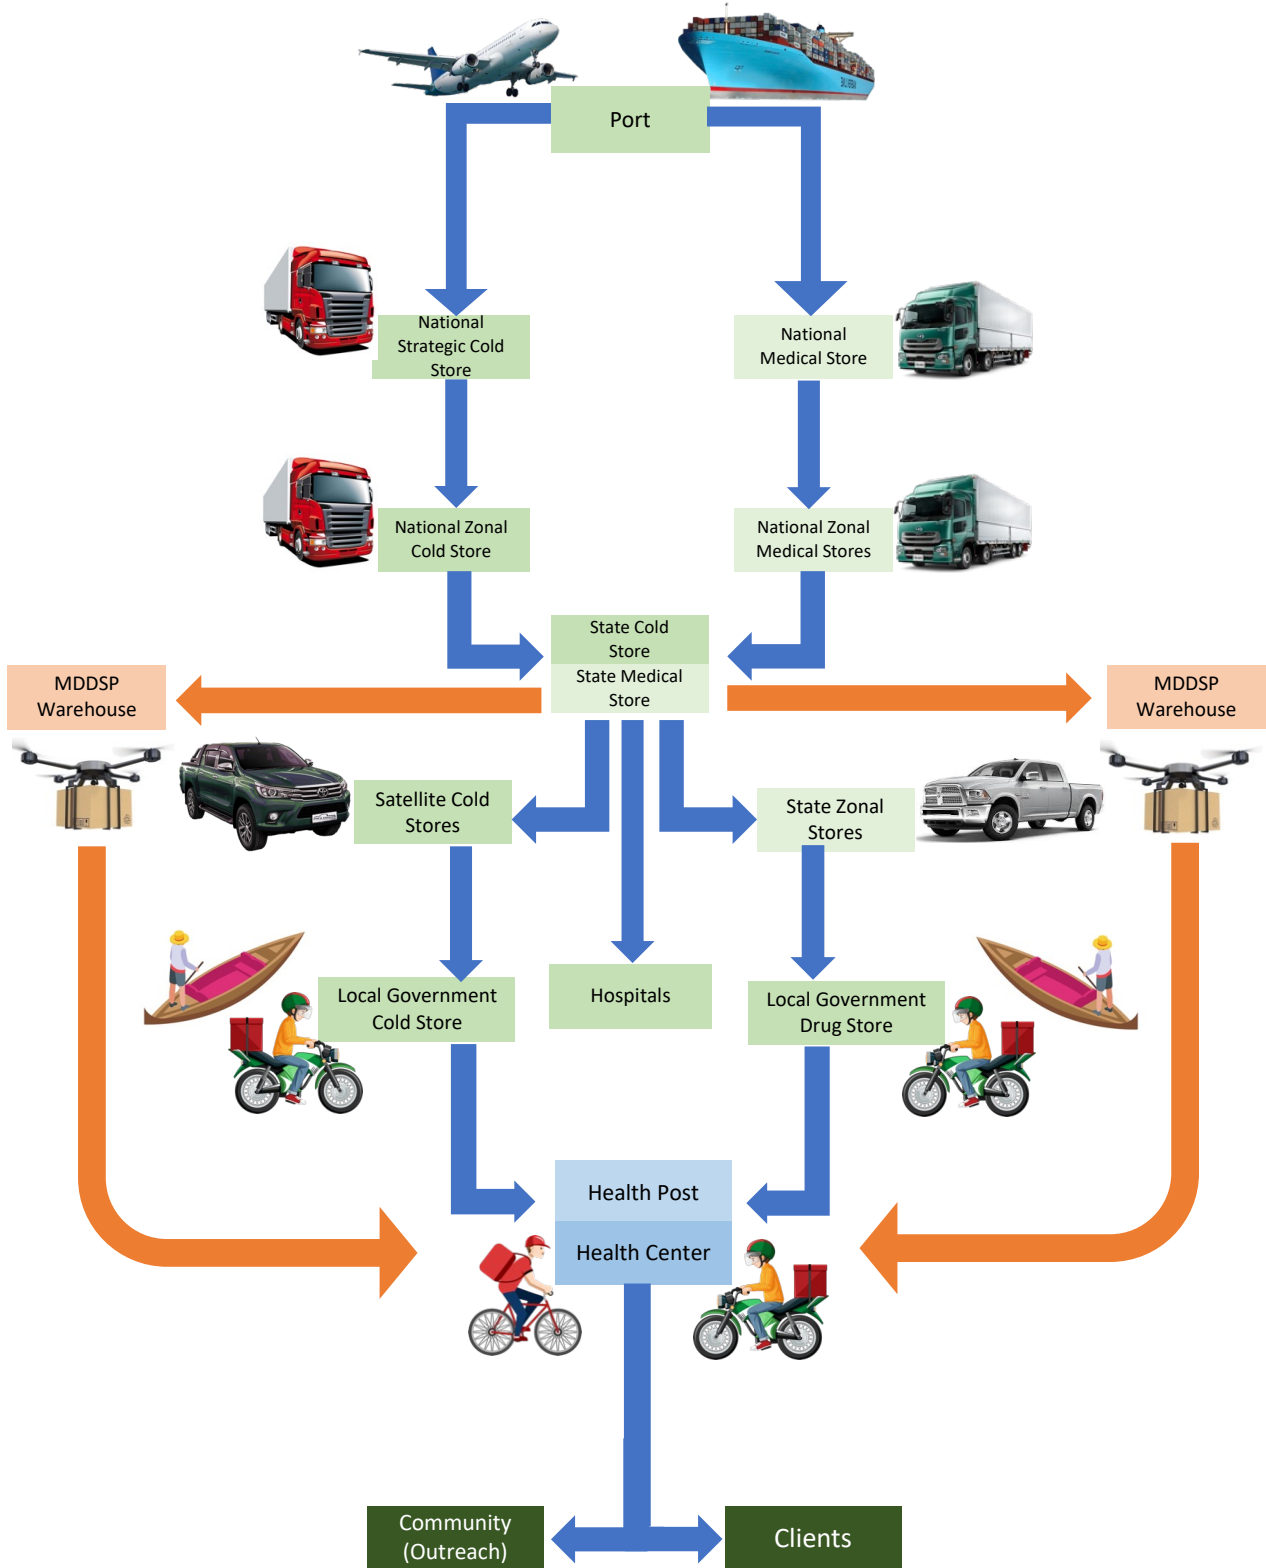 Port
National
Strategic Cold
Store
National
Medical Store
National Zonal
Cold Store
National Zonal
Medical Stores
State Cold
Store
State Medical
Store
MDDSP
Warehouse
MDDSP
Warehouse
Satellite Cold
Stores
State Zonal
Stores
Local Government
Cold Store
Hospitals
Local Government
Drug Store
Health Post
Health Center
Community
(Outreach)
Clients